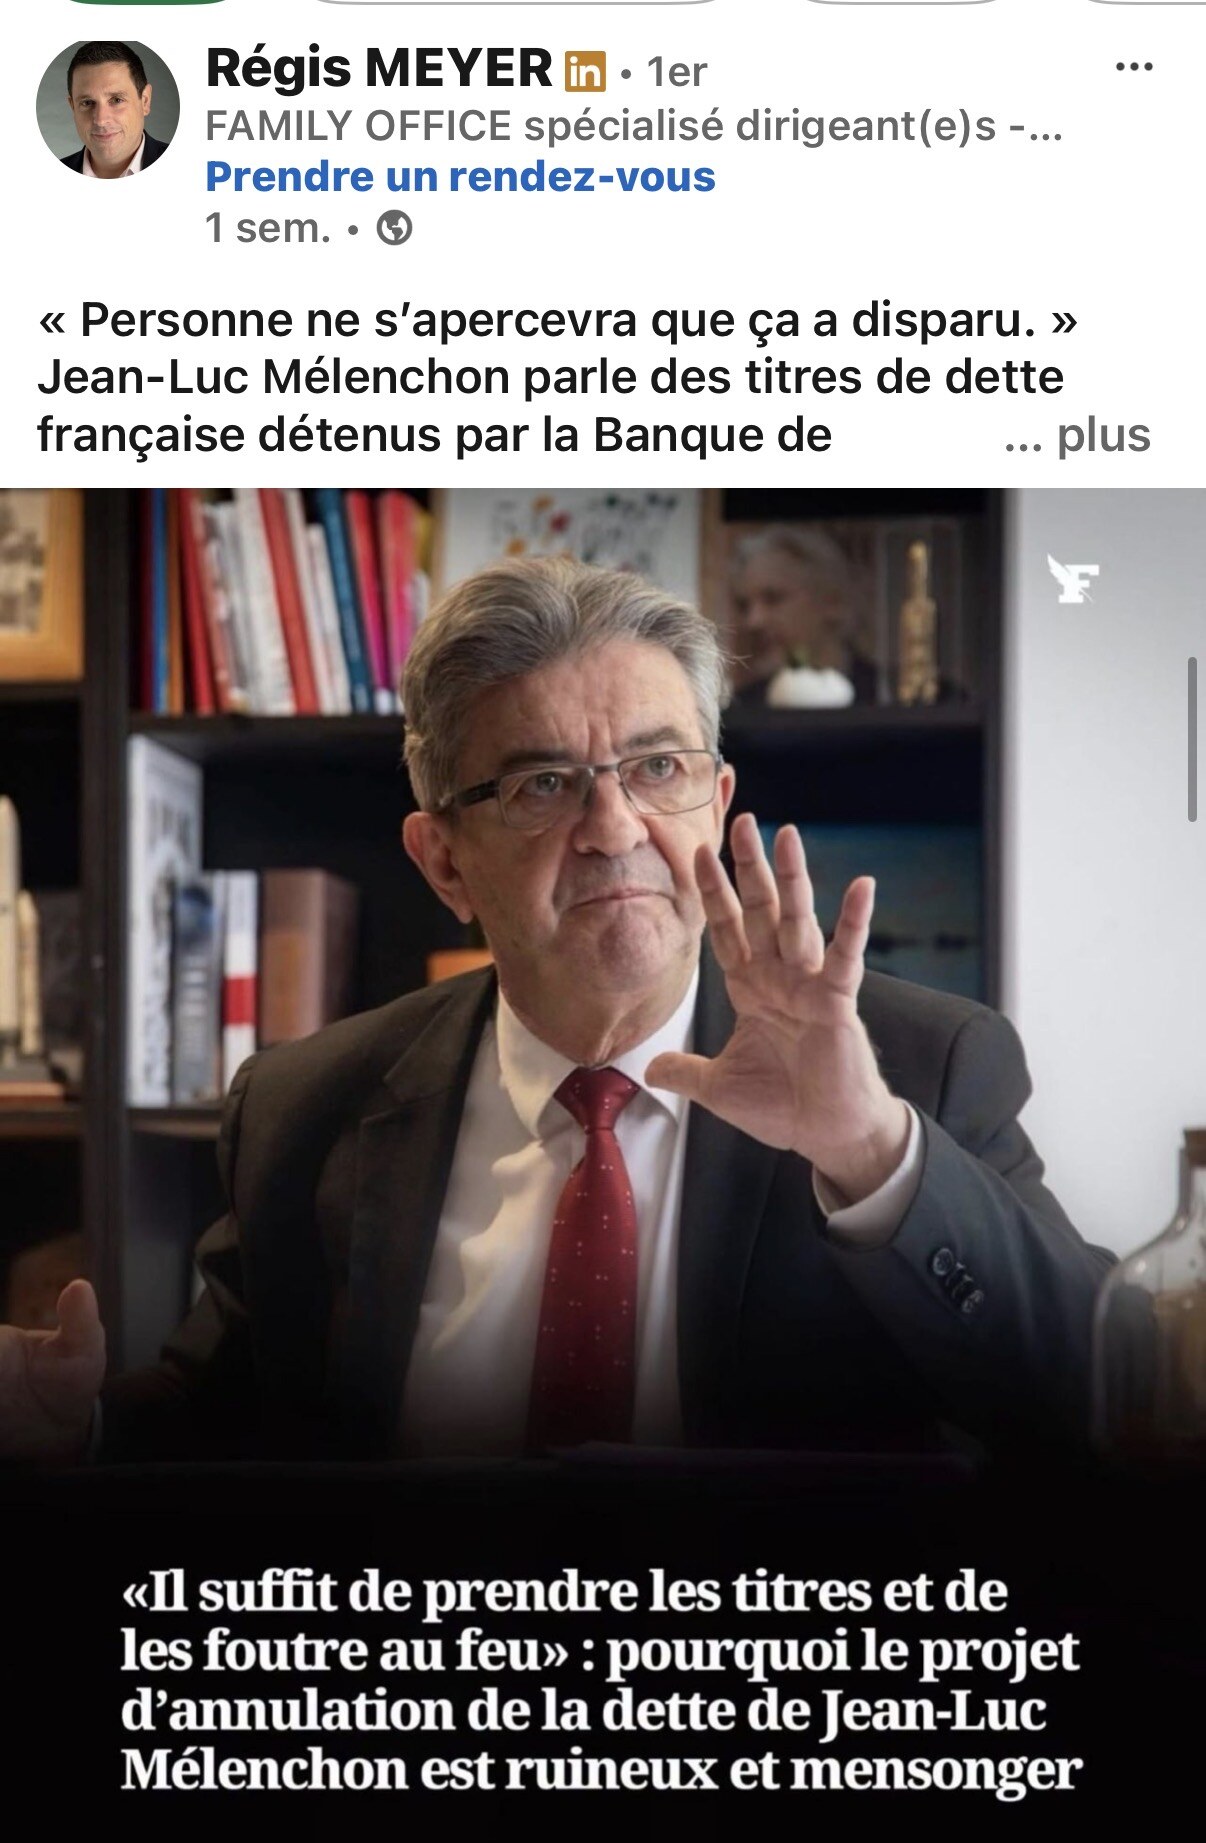 Régis MEYER in • 1er
FAMILY OFFICE spécialisé dirigeant(e)s -...
Prendre un rendez-vous
1 sem. •
« Personne ne s’apercevra que ça a disparu. »
Jean-Luc Mélenchon parle des titres de dette
française détenus par la Banque de ... plus
F
«Il suffit de prendre les titres et de
les foutre au feu» : pourquoi le projet
d’annulation de la dette de Jean-Luc
Mélenchon est ruineux et mensonger